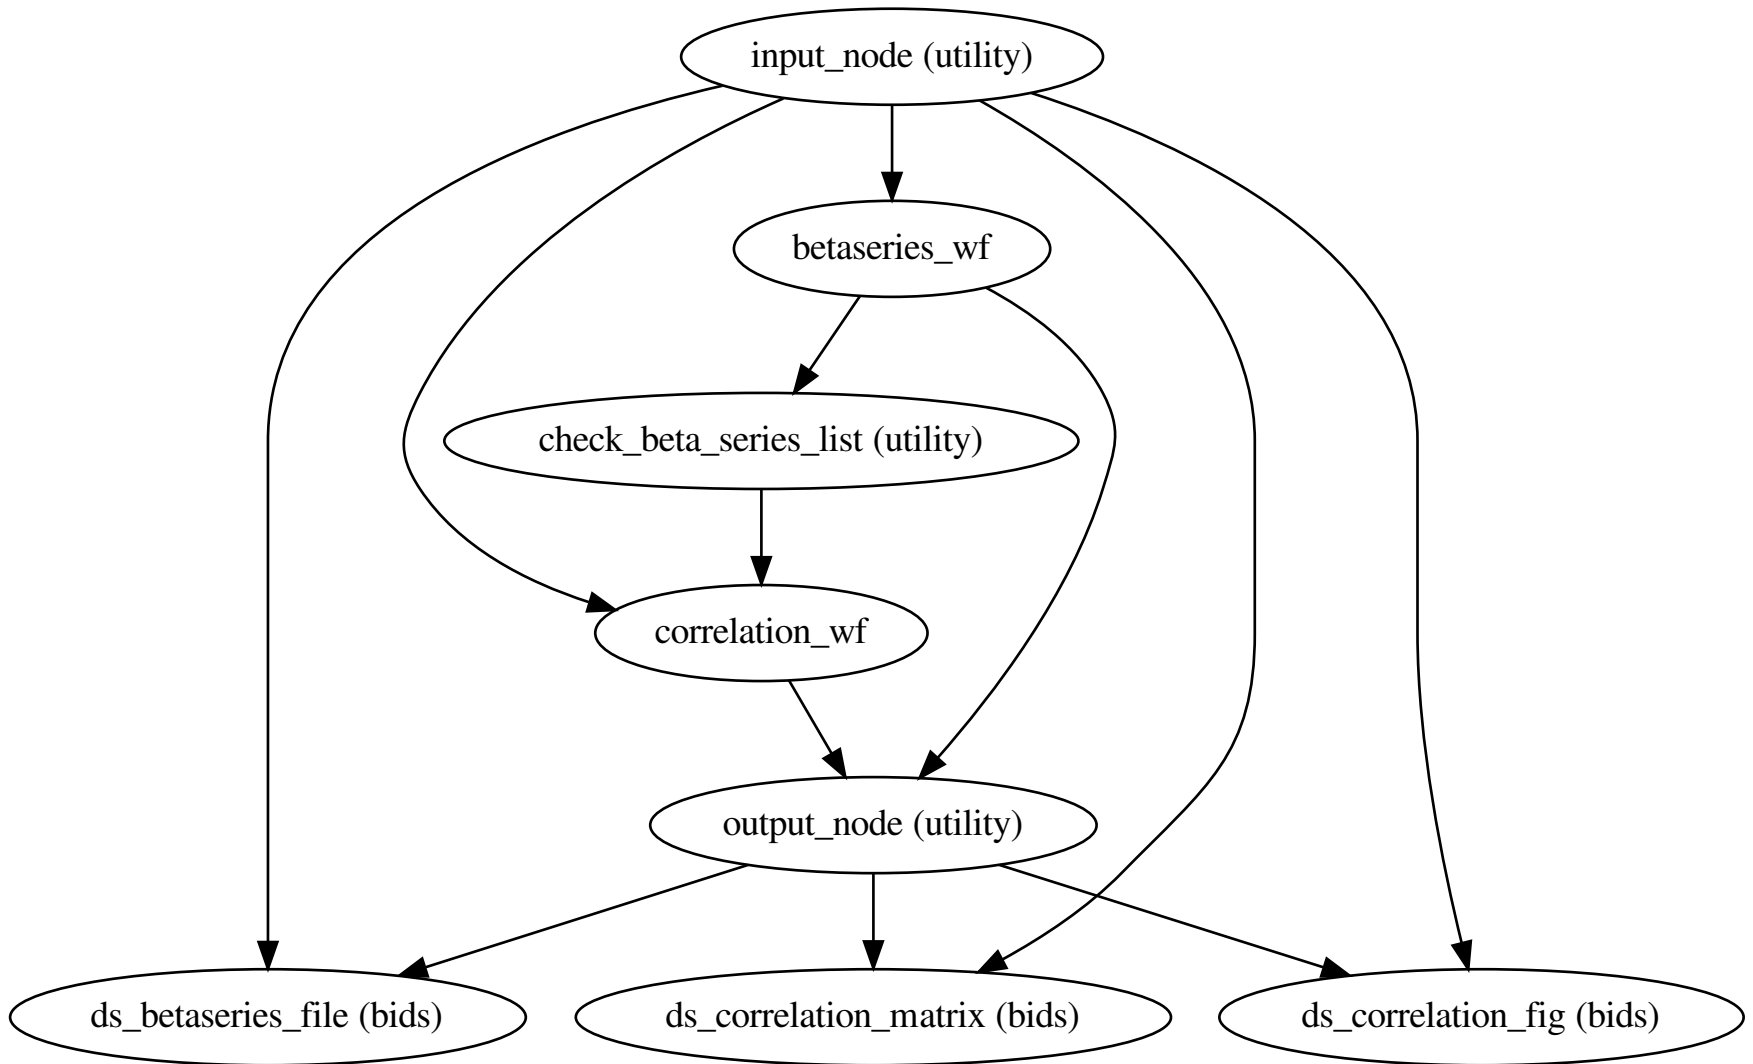 input_node (utility)
betaseries_wf
check_beta_series_list (utility)
correlation_wf
output_node (utility)
ds_betaseries_file (bids)
ds_correlation_matrix (bids)
ds_correlation_fig (bids)